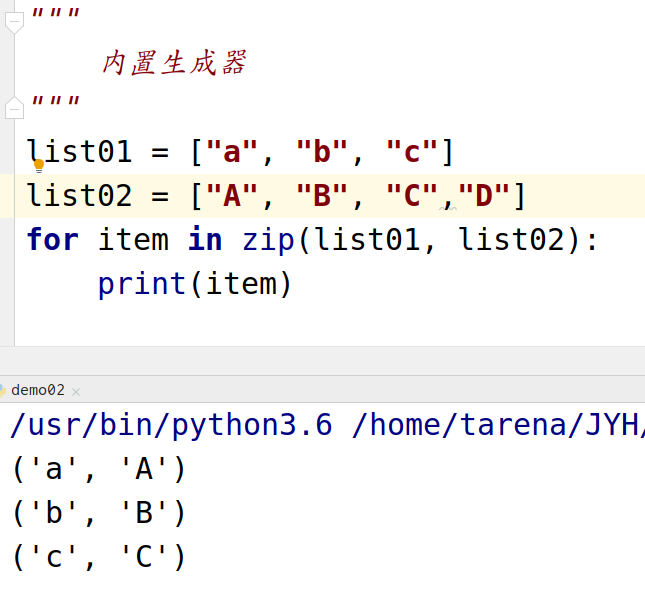 """
    内置生成器
"""
list01 = ["a", "b", "c"]
list02 = ["A", "B", "C","D"]
for item in zip(list01, list02):
    print(item)
demo02
/usr/bin/python3.6 /home/tarena/JYH/
('a', 'A')
('b', 'B')
('c', 'C')